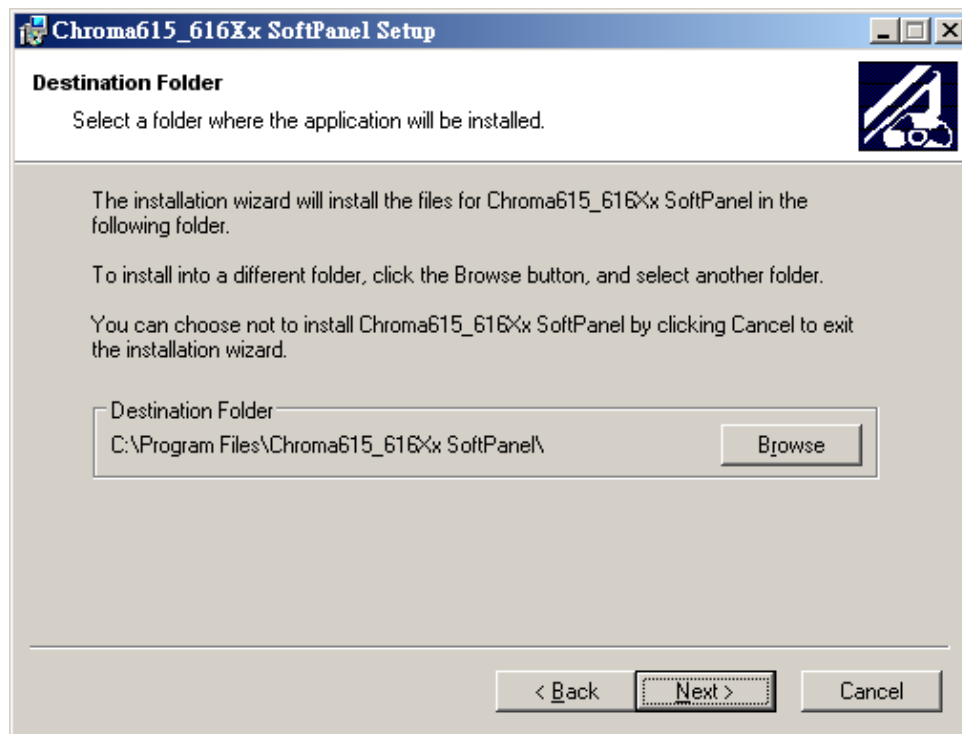 Chroma615_616Xx SoftPanel Setup
Destination Folder
Select a folder where the application will be installed.
The installation wizard will install the files for Chroma615_616Xx SoftPanel in the
following folder.
To install into a different folder, click the Browse button, and select another folder.
You can choose not to install Chroma615_616Xx SoftPanel by clicking Cancel to exit
the installation wizard.
Destination Folder
C:\Program Files\Chroma615_616Xx SoftPanel\
Browse
< Back
Next >
Cancel